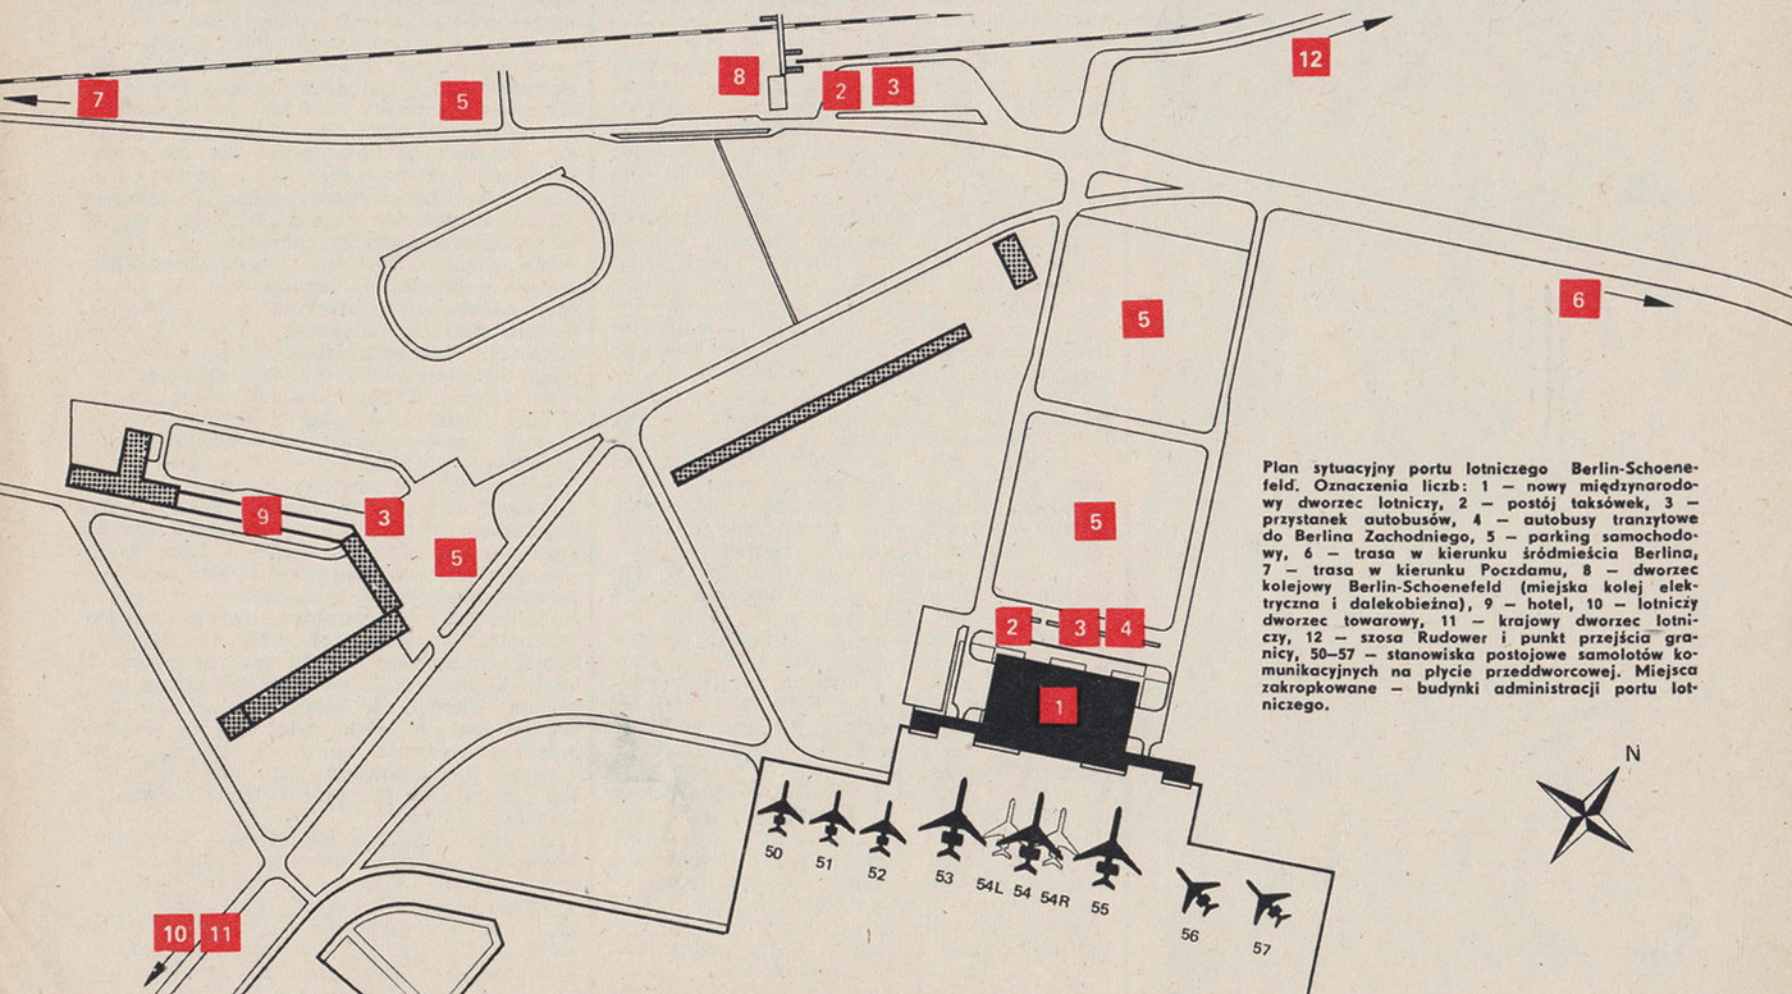 12
8
7
5
2
3
6
5
9
3
5
5
2
3
4
1
Plan sytuacyjny portu lotniczego Berlin-Schoene-
feld. Oznaczenia liczb: 1 — nowy międzynarodo-
wy dworzec lotniczy, 2 — postój taksówek, 3 —
przystanek autobusów, 4 — autobusy tranzytowe
do Berlina Zachodniego, 5 — parking samochodo-
wy, 6 — trasa w kierunku śródmieścia Berlina,
7 — trasa w kierunku Poczdamu, 8 — dworzec
kolejowy Berlin-Schoenefeld (miejska kolej elek-
tryczna i dalekobieżna), 9 — hotel, 10 — lotniczy
dworzec towarowy, 11 — krajowy dworzec lotni-
czy, 12 — szosa Rudower i punkt przejścia gra-
nicy, 50—57 — stanowiska postojowe samolotów ko-
munikacyjnych na płycie przeddworcowej. Miejsca
zakropkowane — budynki administracji portu lot-
niczego.
N
50
51
52
53
54L
54
54R
55
56
57
10
11